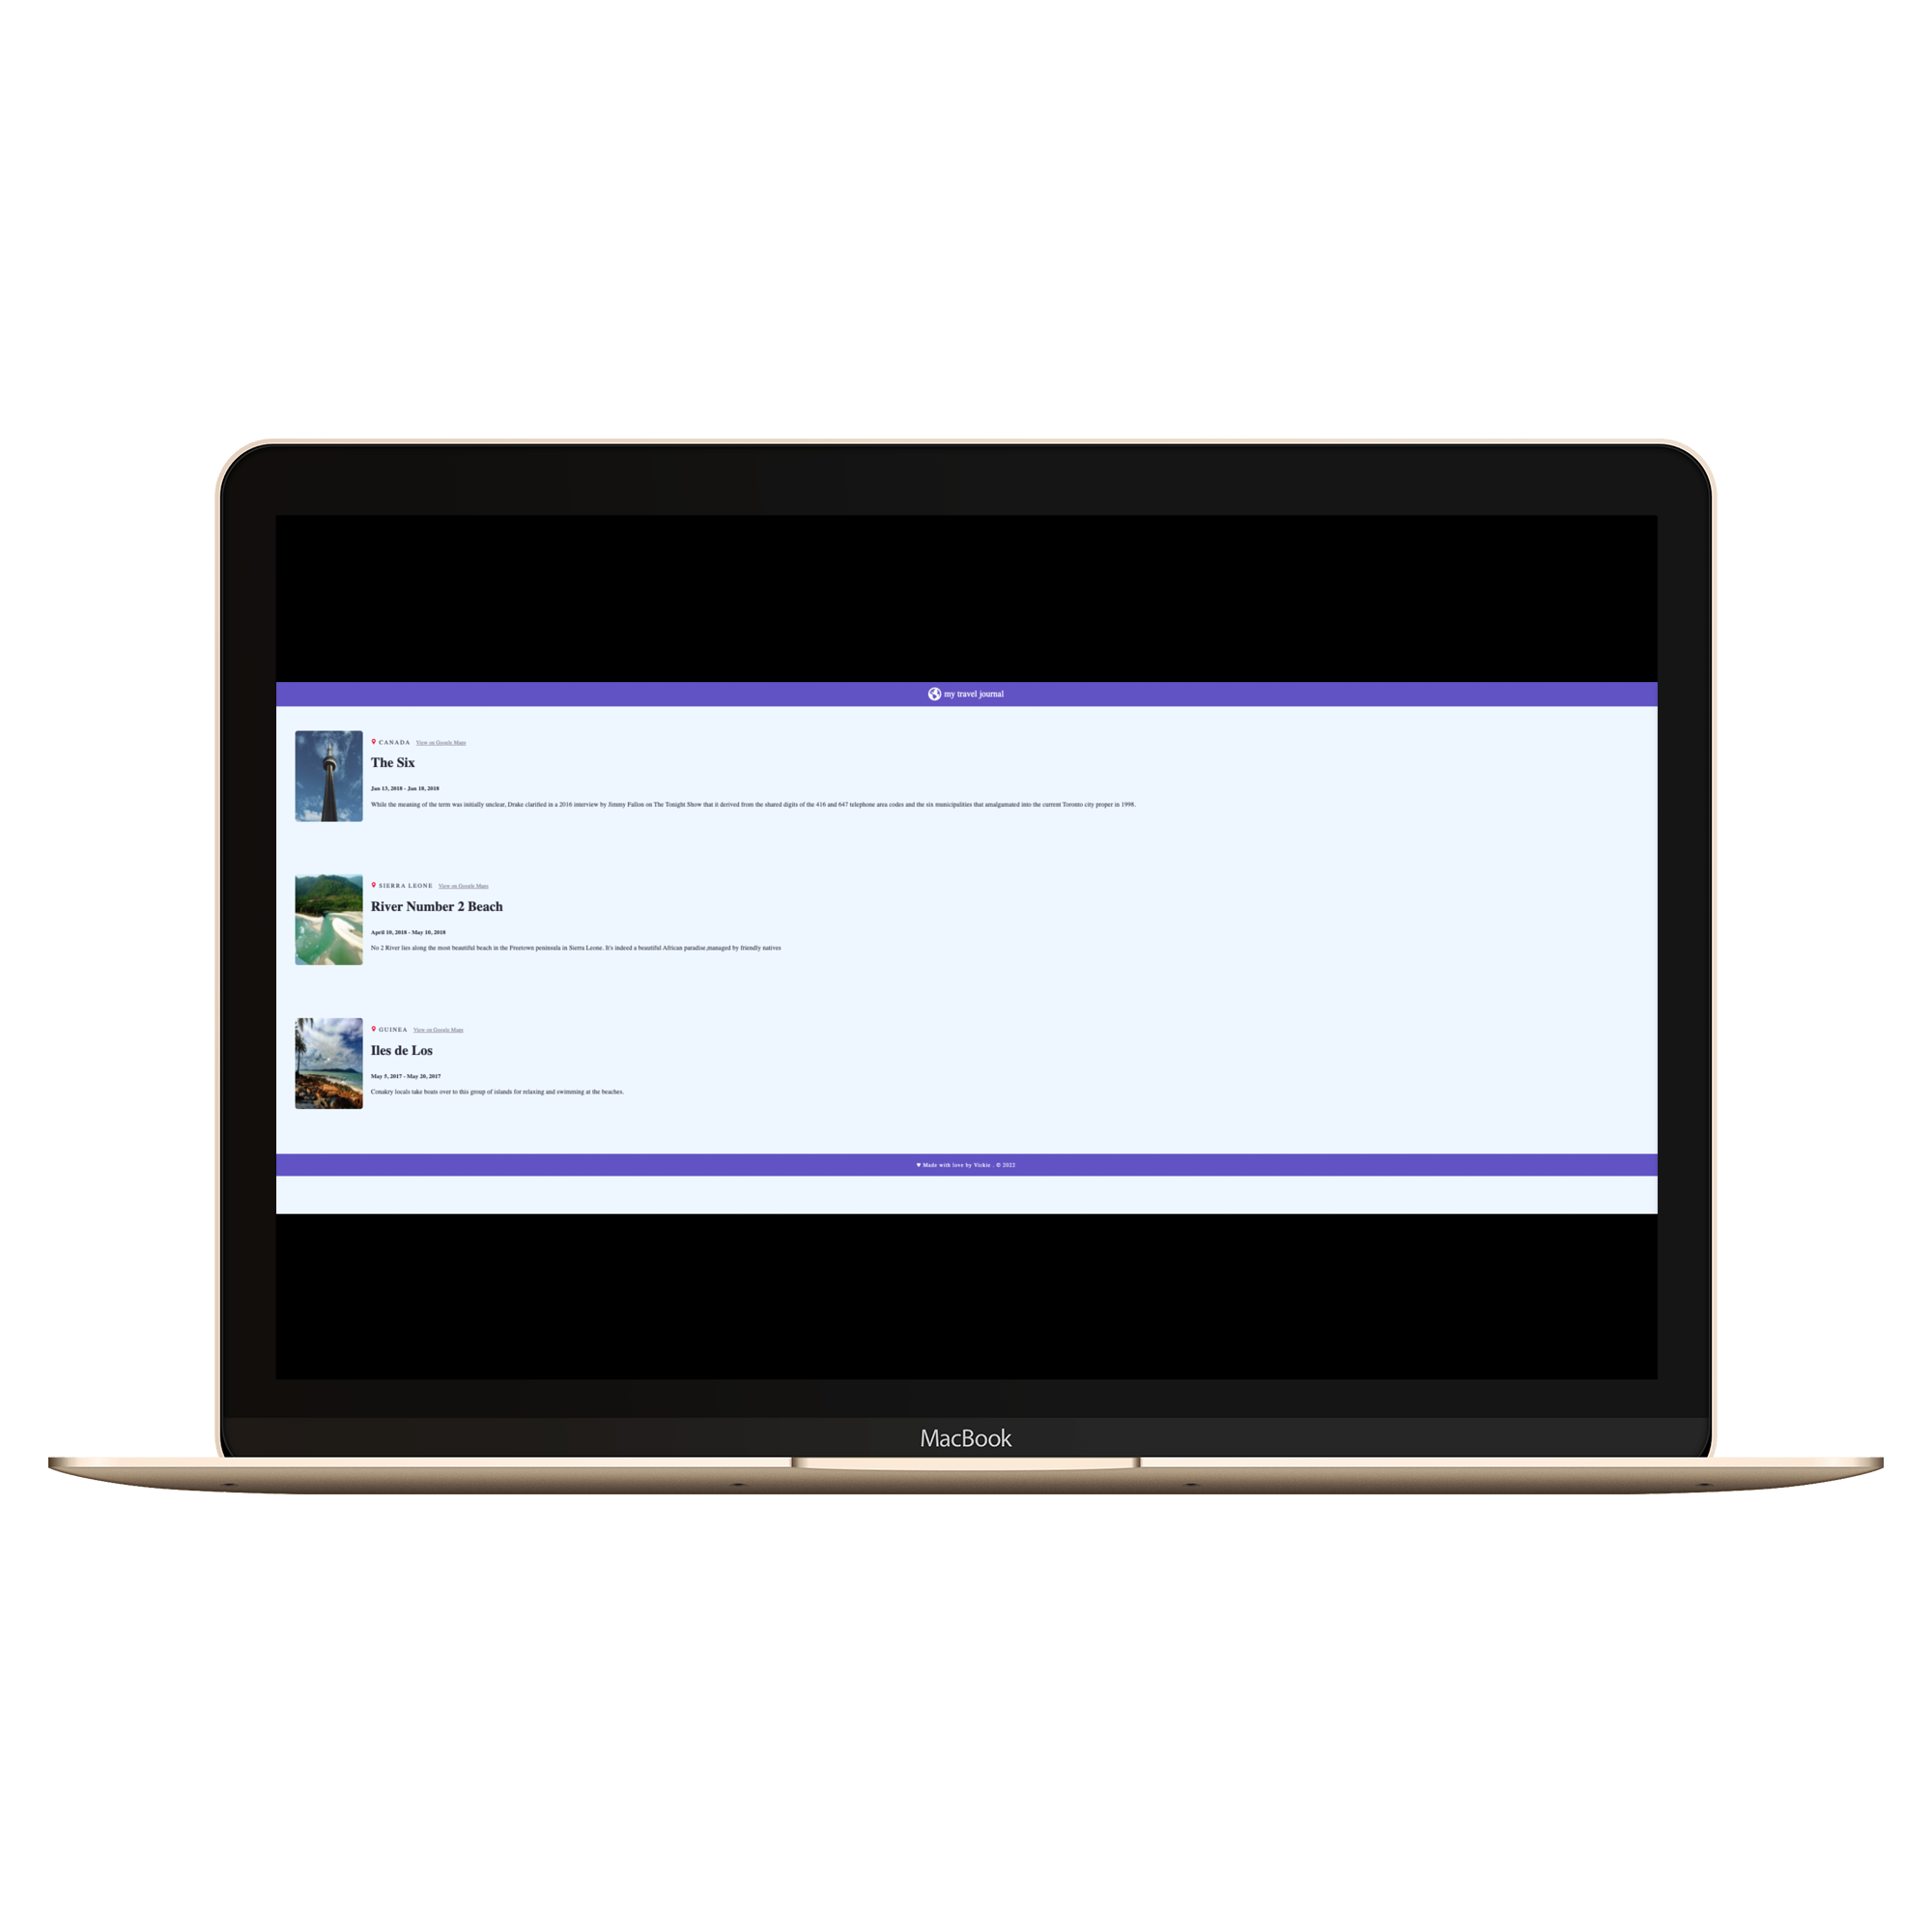 my travel journal
CANADA View on Google Maps
The Six
Jan 13, 2018 - Jan 18, 2018
While the meaning of the term was initially unclear, Drake clarified in a 2016 interview by Jimmy Fallon on The Tonight Show that it derived from the shared digits of the 416 and 647 telephone area codes and the six municipalities that amalgamated into the current Toronto city proper in 1998.
SIERRA LEONE View on Google Maps
River Number 2 Beach
April 10, 2018 - May 10, 2018
No 2 River lies along the most beautiful beach in the Freetown peninsula in Sierra Leone. It's indeed a beautiful African paradise,managed by friendly natives
GUINEA View on Google Maps
Iles de Los
May 5, 2017 - May 20, 2017
Conakry locals take boats over to this group of islands for relaxing and swimming at the beaches.
♥ Made with love by Vickie . © 2022
MacBook